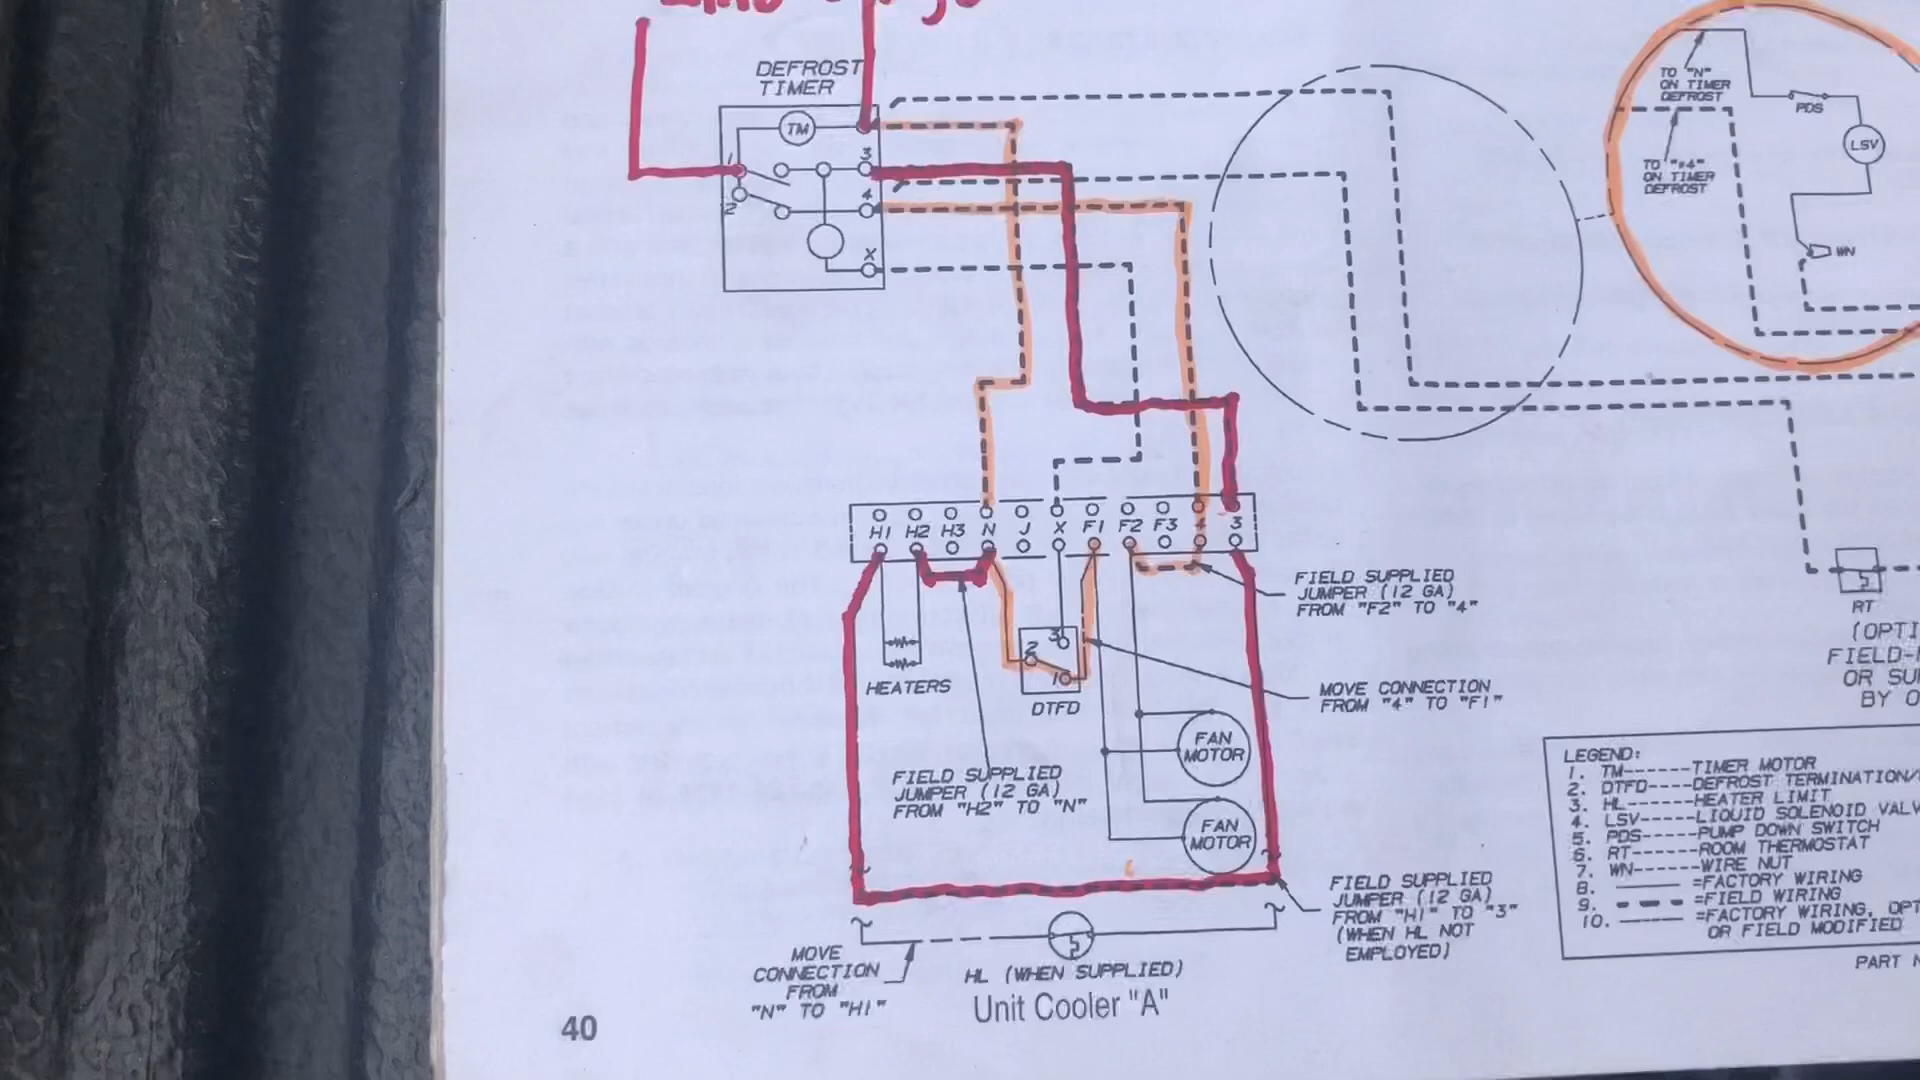 DEFROST
TIMER
TM
1
2
3
4
X
TO "N"
ON TIMER
DEFROST
PDS
LSV
TO "#4"
ON TIMER
DEFROST
WN
H1 H2 H3 N J X F1 F2 F3 4 3
FIELD SUPPLIED
JUMPER (12 GA)
FROM "F2" TO "4"
HEATERS
2
3
10
DTFD
MOVE CONNECTION
FROM "4" TO "F1"
FAN
MOTOR
FAN
MOTOR
FIELD SUPPLIED
JUMPER (12 GA)
FROM "H2" TO "N"
FIELD SUPPLIED
JUMPER (12 GA)
FROM "H1" TO "3"
(WHEN HL NOT
EMPLOYED)
MOVE
CONNECTION
FROM
"N" TO "H1"
HL (WHEN SUPPLIED)
Unit Cooler "A"
RT
(OPTI
FIELD-
OR SU
BY O
LEGEND:
1. TM------TIMER MOTOR
2. DTFD----DEFROST TERMINATION/
3. HL------HEATER LIMIT
4. LSV-----LIQUID SOLENOID VALV
5. PDS-----PUMP DOWN SWITCH
6. RT------ROOM THERMOSTAT
7. WN------WIRE NUT
8. =FACTORY WIRING
9. =FIELD WIRING
10. =FACTORY WIRING, OPT
OR FIELD MODIFIED
PART N
40